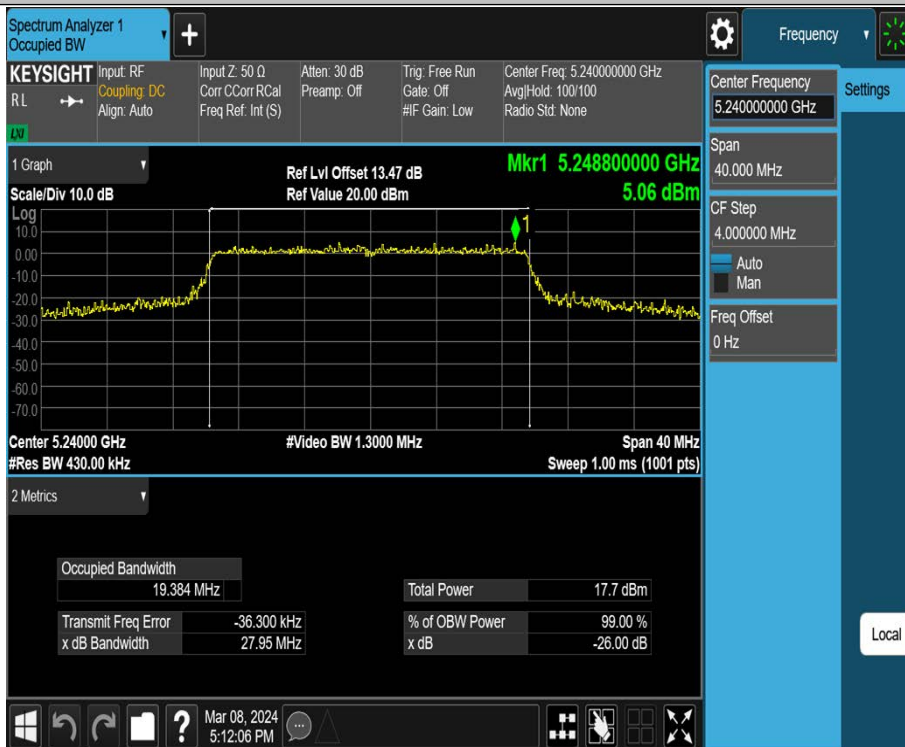 Spectrum Analyzer 1
Occupied BW
+
Frequency
KEYSIGHT
R L
LXI
Input: RF
Coupling: DC
Align: Auto
Input Z: 50 Ω
Corr CCorr RCal
Freq Ref: Int (S)
Atten: 30 dB
Preamp: Off
Trig: Free Run
Gate: Off
#IF Gain: Low
Center Freq: 5.240000000 GHz
Avg|Hold: 100/100
Radio Std: None
Center Frequency
5.240000000 GHz
Settings
Span
40.000 MHz
CF Step
4.000000 MHz
Auto
Man
Freq Offset
0 Hz
1 Graph
Scale/Div 10.0 dB
Ref Lvl Offset 13.47 dB
Ref Value 20.00 dBm
Mkr1 5.248800000 GHz
5.06 dBm
Log
1
10.0
0.00
-10.0
-20.0
-30.0
-40.0
-50.0
-60.0
-70.0
Center 5.24000 GHz
#Video BW 1.3000 MHz
Span 40 MHz
#Res BW 430.00 kHz
Sweep 1.00 ms (1001 pts)
2 Metrics
Occupied Bandwidth
19.384 MHz
Total Power 17.7 dBm
Transmit Freq Error -36.300 kHz
% of OBW Power 99.00 %
x dB Bandwidth 27.95 MHz
x dB -26.00 dB
Local
?
Mar 08, 2024
5:12:06 PM